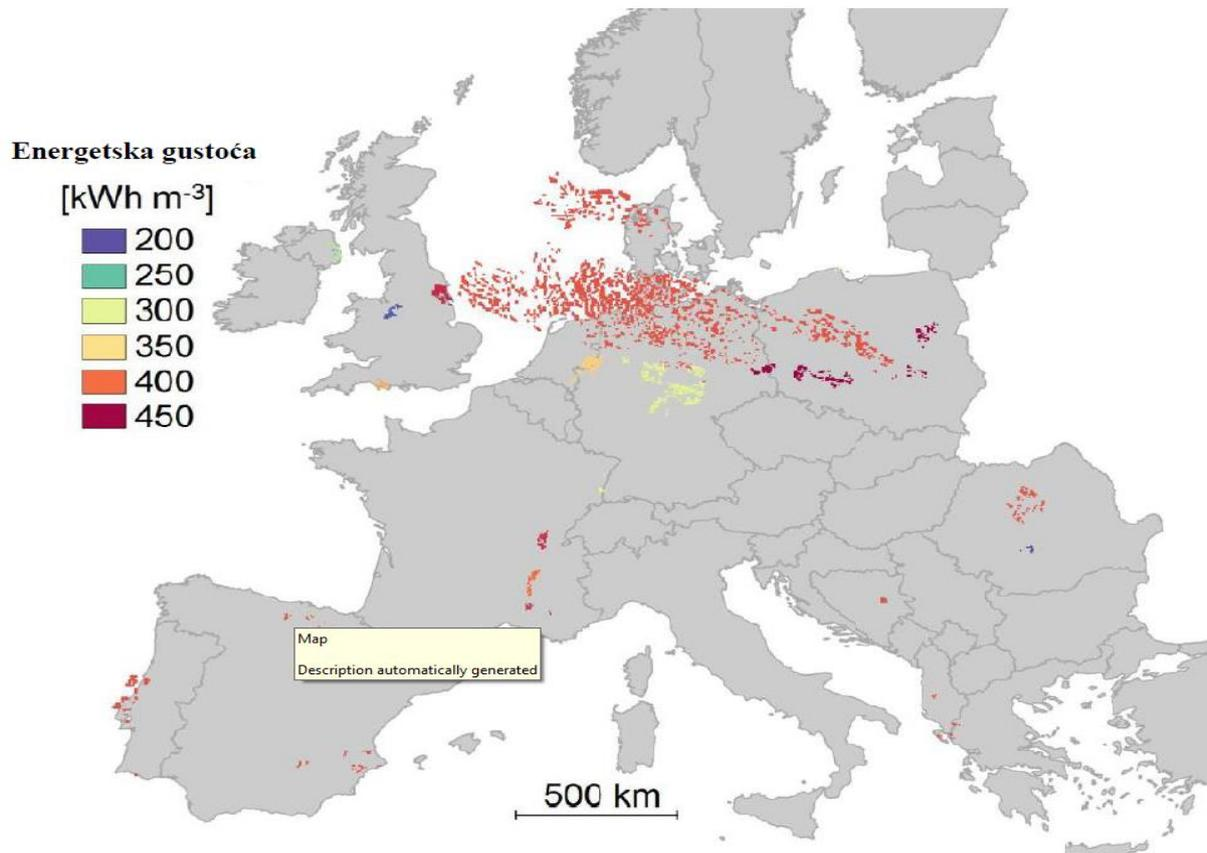 Energetska gustoća
[kWh m⁻³]
200
250
300
350
400
450
Map
Description automatically generated
500 km